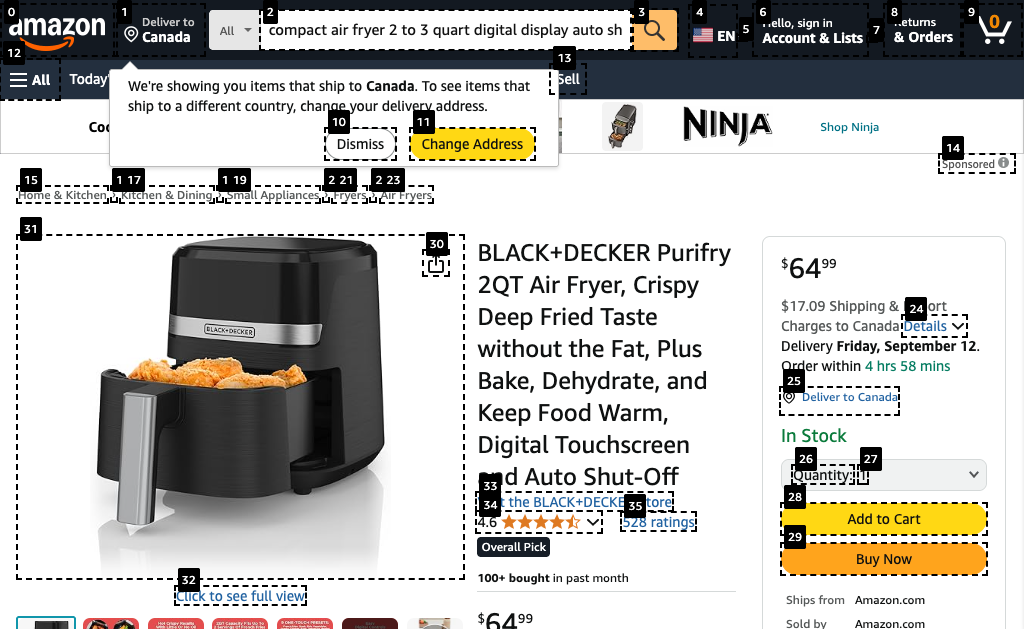 0
1
2
3
4
5
6
7
8
9
amazon
Deliver to
Canada
All
compact air fryer 2 to 3 quart digital display auto sh
EN
Hello, sign in
Account & Lists
Returns
& Orders
0
12
13
All
Today'
Sell
We're showing you items that ship to Canada. To see items that
ship to a different country, change your delivery address.
10
11
Dismiss
Change Address
NINJA
Shop Ninja
14
Sponsored
15
1 17
1 19
2 21
2 23
Home & Kitchen › Kitchen & Dining › Small Appliances › Fryers › Air Fryers
31
30
BLACK+DECKER
32
Click to see full view
BLACK+DECKER Purifry
2QT Air Fryer, Crispy
Deep Fried Taste
without the Fat, Plus
Bake, Dehydrate, and
Keep Food Warm,
Digital Touchscreen
and Auto Shut-Off
33
the BLACK+DECKER Store
34
35
4.6
528 ratings
Overall Pick
100+ bought in past month
$64.99
$64.99
24
$17.09 Shipping &
Charges to Canada Details
Delivery Friday, September 12.
Order within 4 hrs 58 mins
25
Deliver to Canada
In Stock
26
27
Quantity: 1
28
Add to Cart
29
Buy Now
Ships from Amazon.com
Sold by Amazon.com